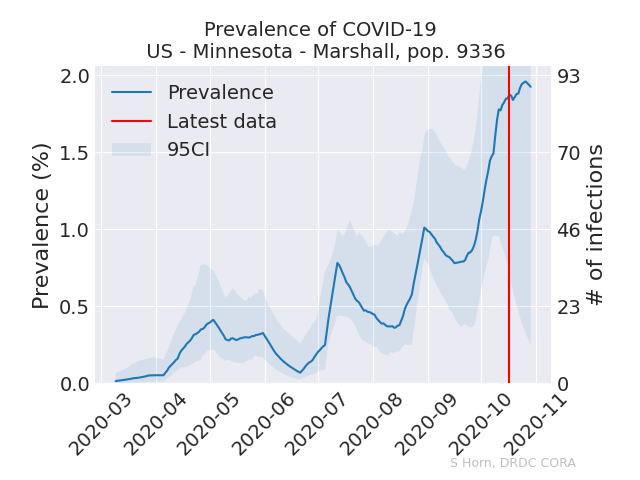 Prevalence of COVID-19
US - Minnesota - Marshall, pop. 9336
Prevalence (%)
2.0
1.5
1.0
0.5
0.0
Prevalence
Latest data
95CI
93
70
46
23
0
# of infections
2020-03
2020-04
2020-05
2020-06
2020-07
2020-08
2020-09
2020-10
2020-11
S Horn, DRDC CORA